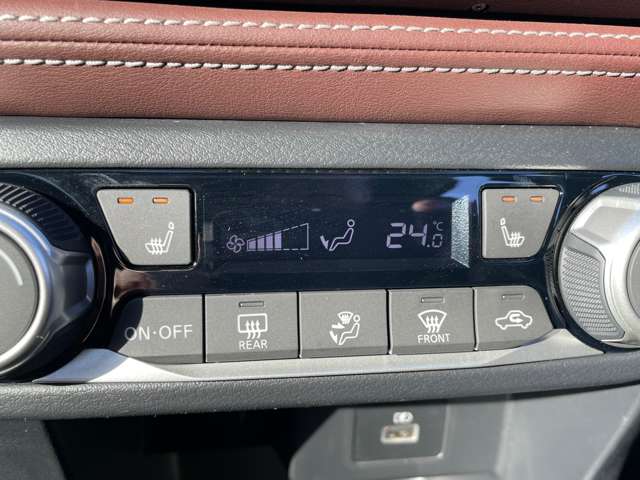 24.0 °C
ON·OFF
REAR
FRONT